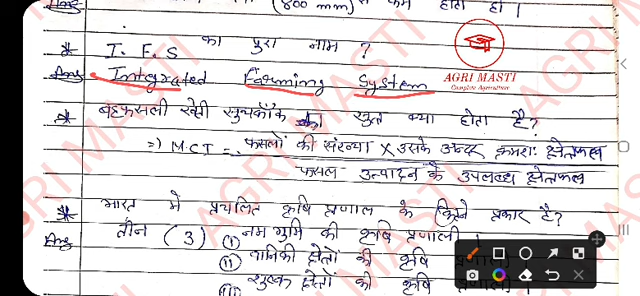 (800 mm) से कम होता हो।
I. F. S का पुरा नाम ?
Ans Integrated Farming System
AGRI MASTI
Complete Agriculture
बहुफसली खेती सूचकांक का सूत्र क्या होता है?
=) M.C.I = फसलों की संख्या X उसके अन्दर क्रमशः क्षेत्रफल
फसल उत्पादन के उपलब्ध क्षेत्रफल
भारत मे प्रचलित कृषि प्रणाल के कितने प्रकार है?
Ans तीन (3) (i) नम भूमि की कृषि प्रणाली।
(ii) वानिकी क्षेत्रों की कृषि
(iii) शुष्क क्षेत्रों की कृषि